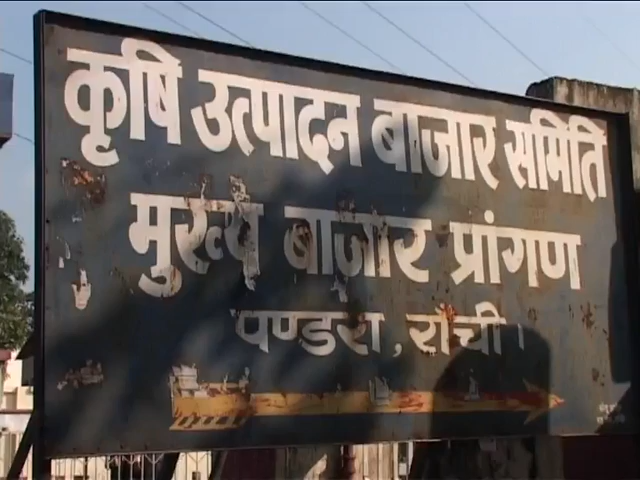 कृषि उत्पादन बाजार समिति
मुख्य बाज़ार प्रांगण
पण्डरा, राँची।